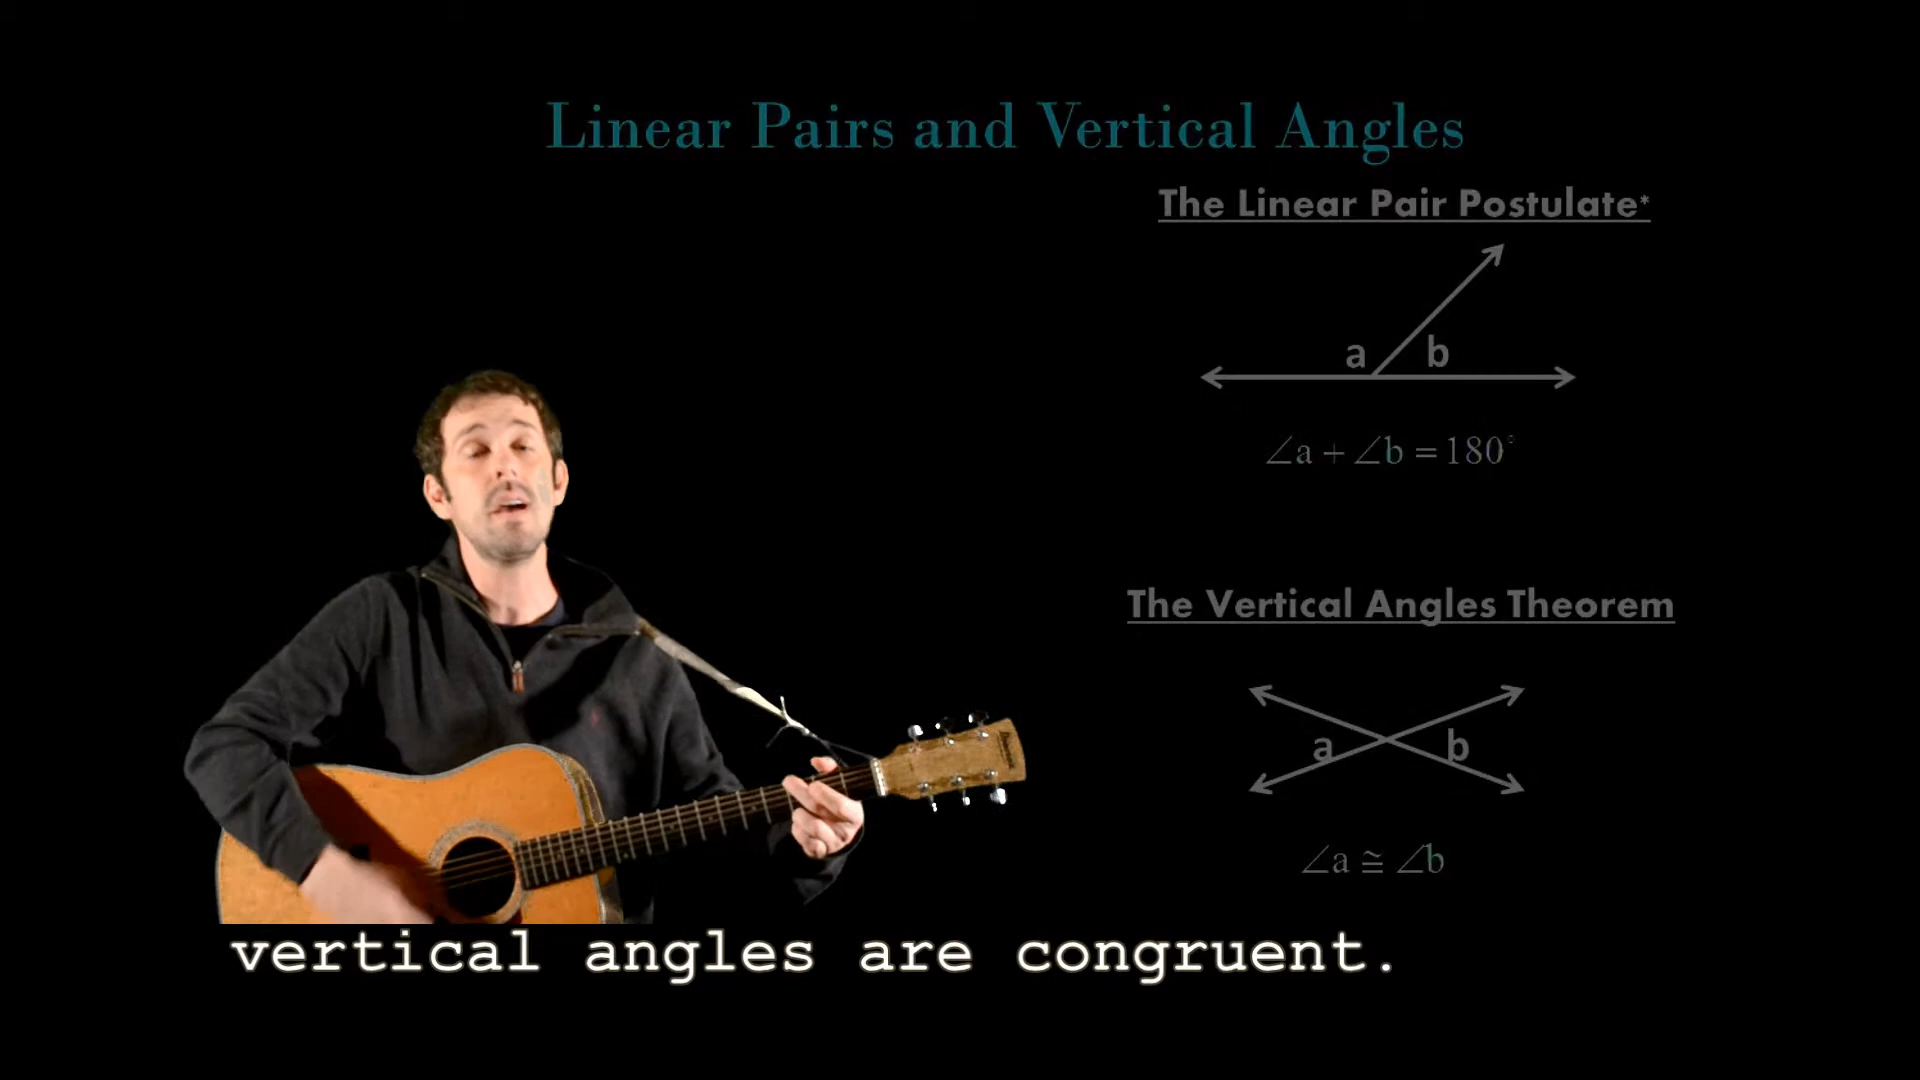 Linear Pairs and Vertical Angles
The Linear Pair Postulate*
a b
∠a + ∠b = 180°
The Vertical Angles Theorem
a b
∠a ≅ ∠b
vertical angles are congruent.